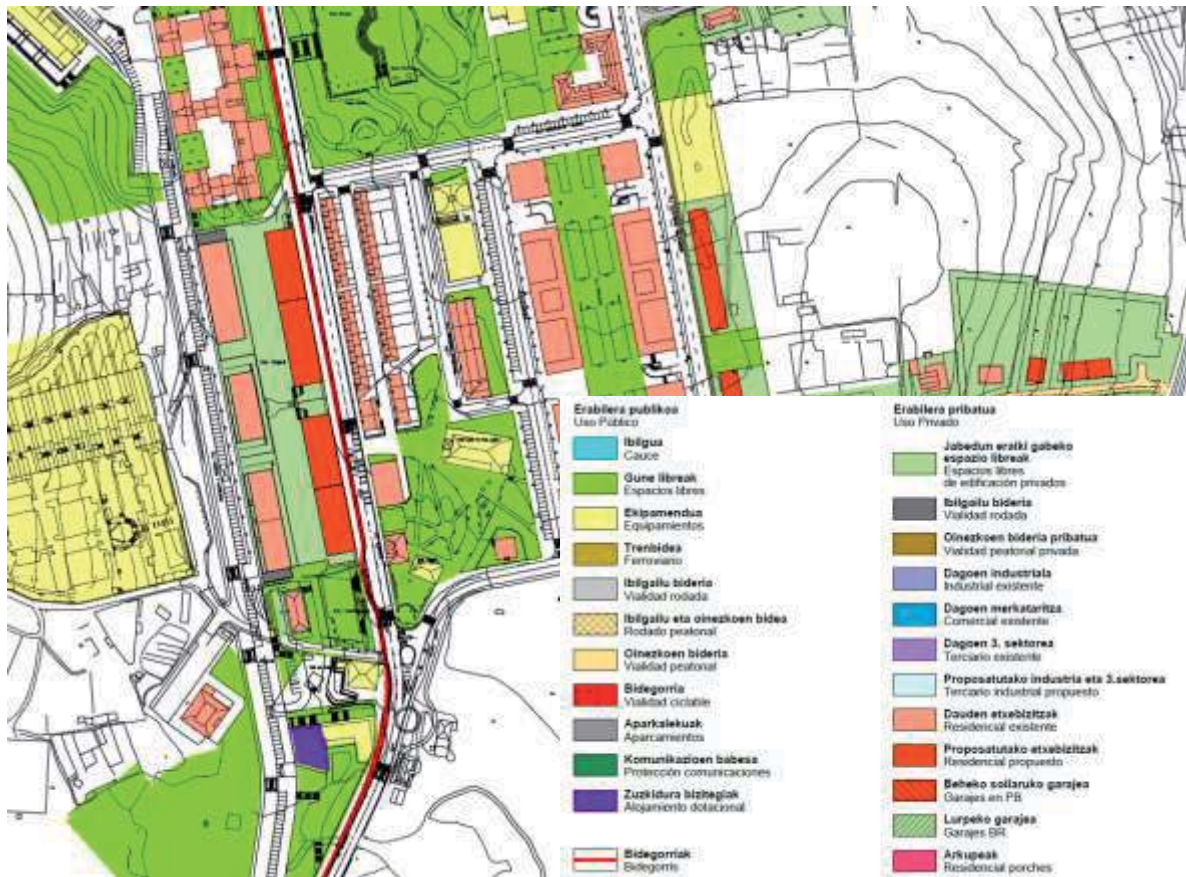 Erabilera publikoa
Uso Público
Ibilgua
Cauce
Gune libreak
Espacios libres
Ekipamendua
Equipamientos
Trenbidea
Ferroviario
Ibilgailu bideria
Vialidad rodada
Ibilgailu eta oinezkoen bidea
Rodado peatonal
Oinezkoen bideria
Vialidad peatonal
Bidegorria
Vialidad ciclable
Aparkalekuak
Aparcamientos
Komunikazioen babesa
Protección comunicaciones
Zuzkidura bizitegiak
Alojamiento dotacional
Bidegorriak
Bidegorris
Erabilera pribatua
Uso Privado
Jabedun eraiki gabeko
espazio libreak
Espacios libres
de edificación privados
Ibilgailu bideria
Vialidad rodada
Oinezkoen bideria pribatua
Vialidad peatonal privada
Dagoen industriala
Industrial existente
Dagoen merkataritza
Comercial existente
Dagoen 3. sektorea
Terciario existente
Proposatutako industria eta 3.sektorea
Terciario industrial propuesto
Dauden etxebizitzak
Residencial existente
Proposatutako etxebizitzak
Residencial propuesto
Beheko solairuko garajea
Garajes en PB
Lurpeko garajea
Garajes BR
Arkupeak
Residencial porches